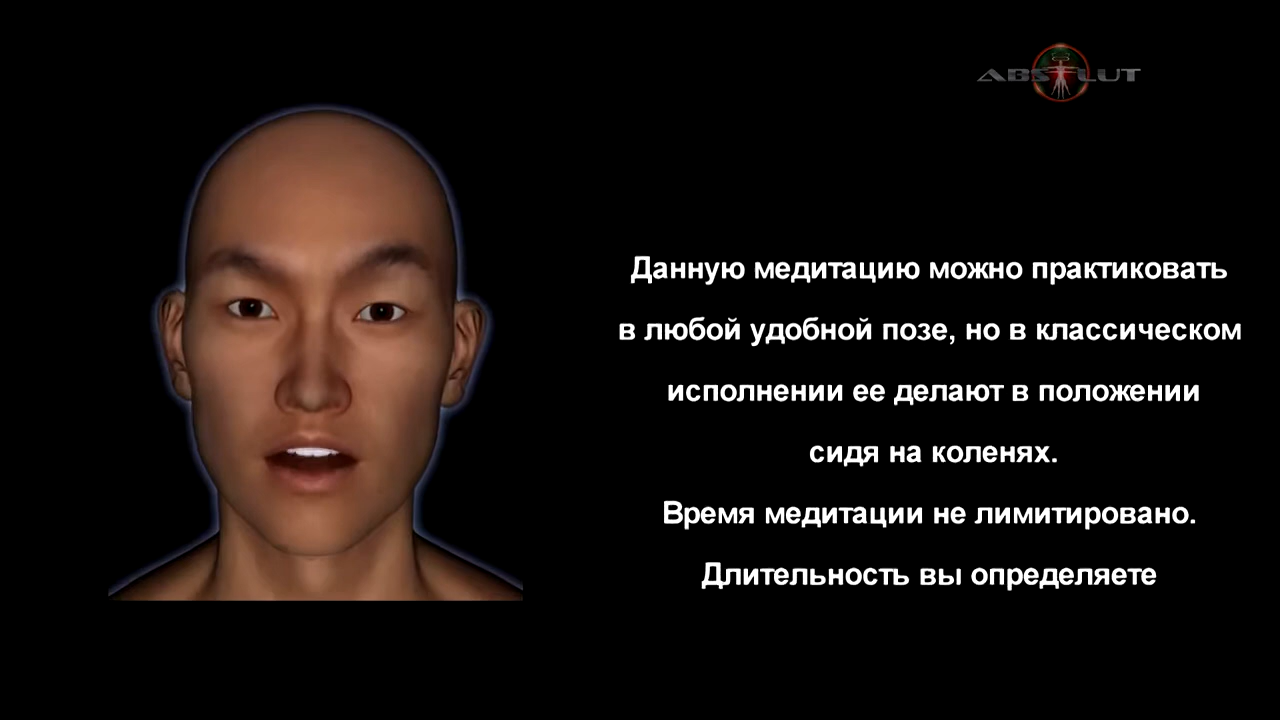 ABSOLUT
Данную медитацию можно практиковать
в любой удобной позе, но в классическом
исполнении ее делают в положении
сидя на коленях.
Время медитации не лимитировано.
Длительность вы определяете